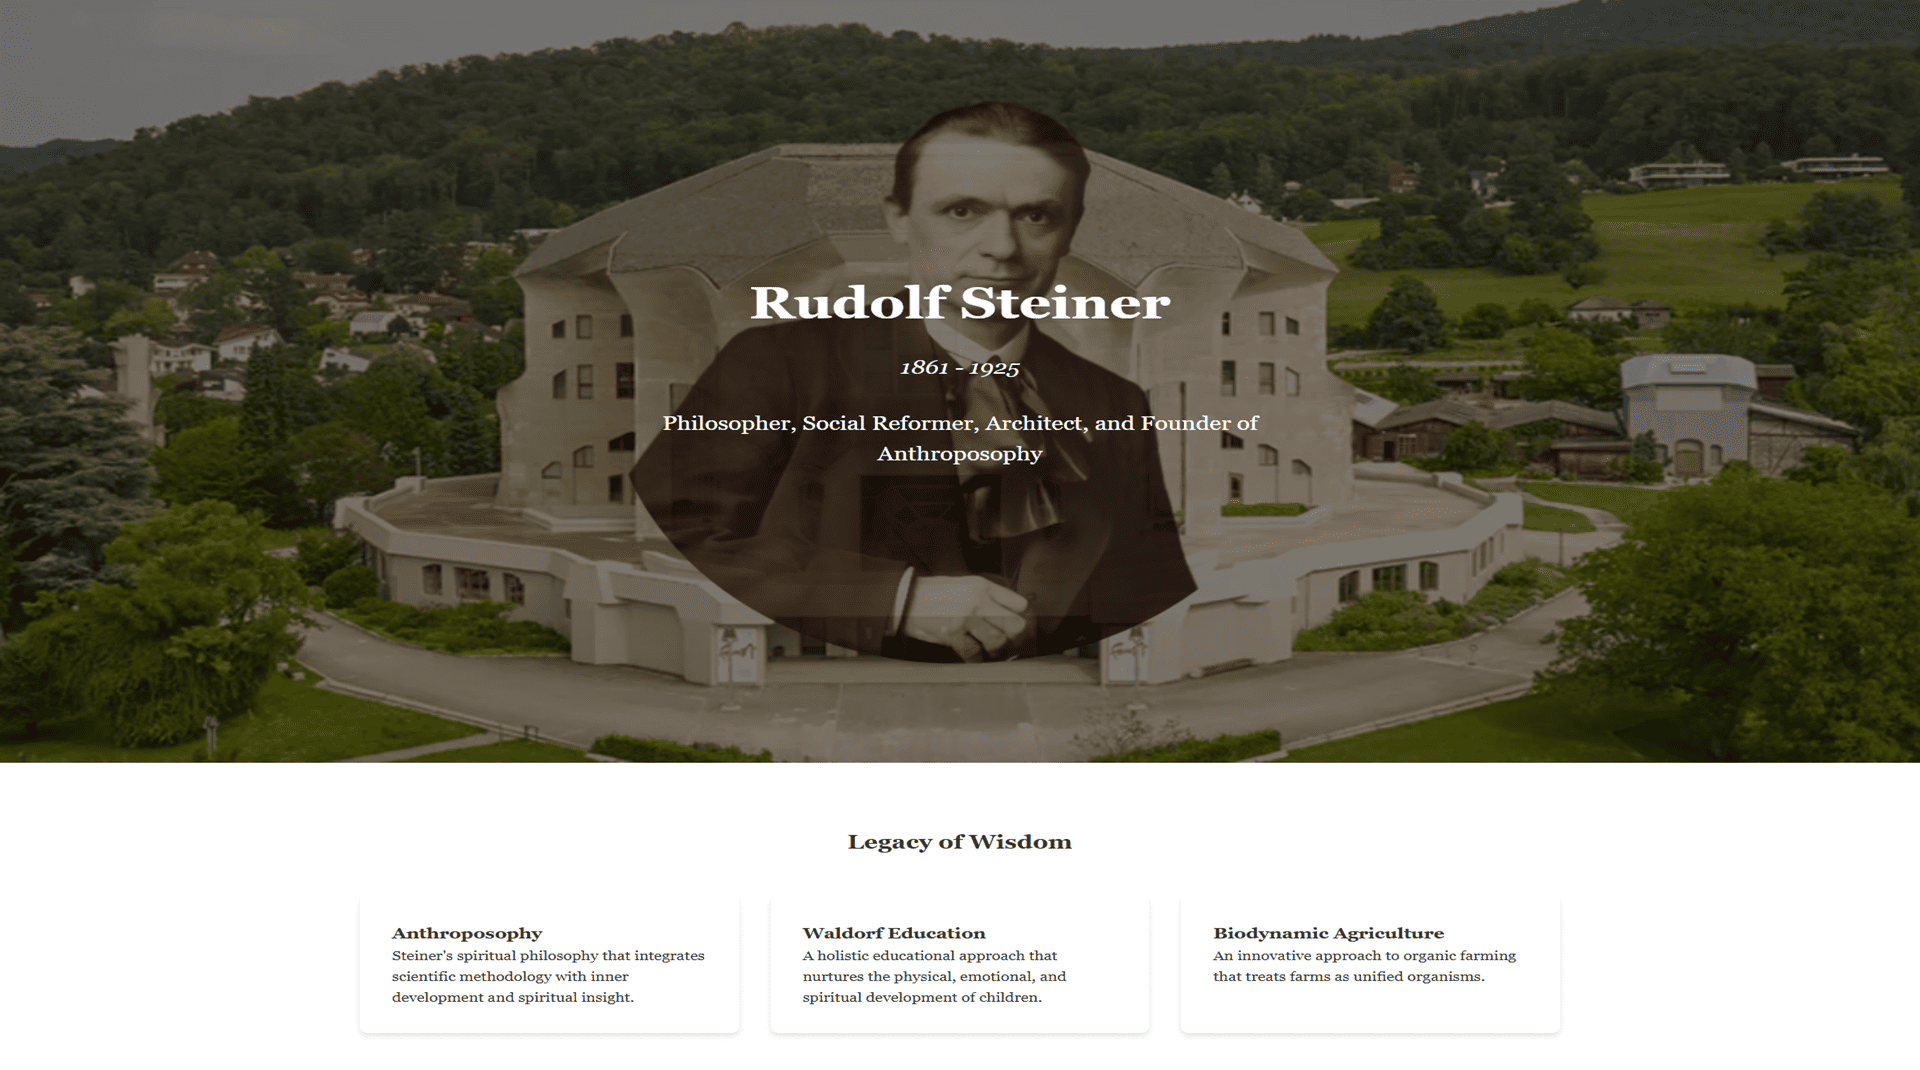 Rudolf Steiner
1861 - 1925
Philosopher, Social Reformer, Architect, and Founder of
Anthroposophy
Legacy of Wisdom
Anthroposophy
Steiner's spiritual philosophy that integrates
scientific methodology with inner
development and spiritual insight.
Waldorf Education
A holistic educational approach that
nurtures the physical, emotional, and
spiritual development of children.
Biodynamic Agriculture
An innovative approach to organic farming
that treats farms as unified organisms.